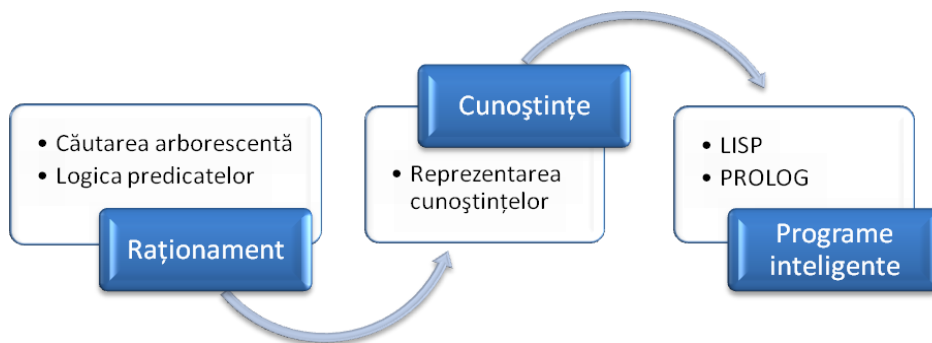 • Căutarea arborescentă
• Logica predicatelor
Raționament
Cunoştințe
• Reprezentarea
cunoştințelor
• LISP
• PROLOG
Programe
inteligente